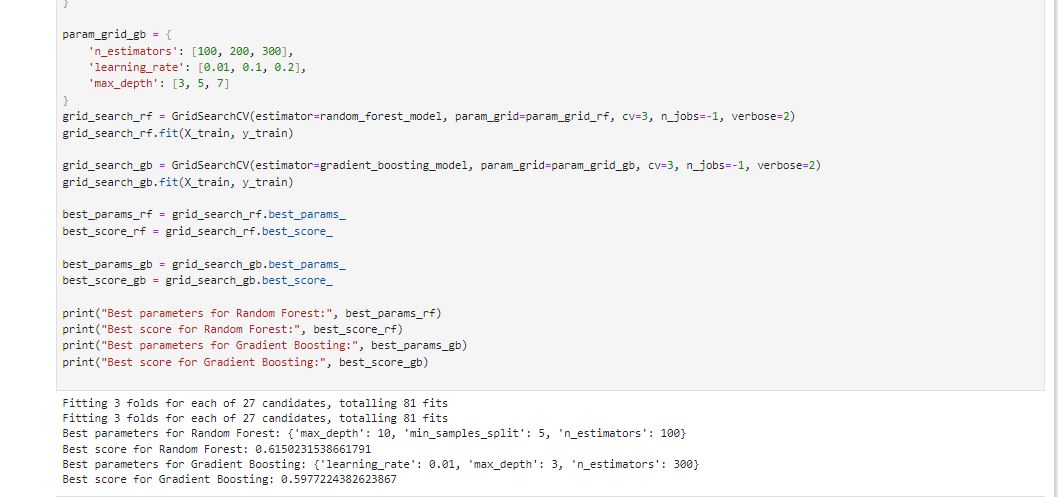 }
param_grid_gb = {
'n_estimators': [100, 200, 300],
'learning_rate': [0.01, 0.1, 0.2],
'max_depth': [3, 5, 7]
}
grid_search_rf = GridSearchCV(estimator=random_forest_model, param_grid=param_grid_rf, cv=3, n_jobs=-1, verbose=2)
grid_search_rf.fit(X_train, y_train)
grid_search_gb = GridSearchCV(estimator=gradient_boosting_model, param_grid=param_grid_gb, cv=3, n_jobs=-1, verbose=2)
grid_search_gb.fit(X_train, y_train)
best_params_rf = grid_search_rf.best_params_
best_score_rf = grid_search_rf.best_score_
best_params_gb = grid_search_gb.best_params_
best_score_gb = grid_search_gb.best_score_
print("Best parameters for Random Forest:", best_params_rf)
print("Best score for Random Forest:", best_score_rf)
print("Best parameters for Gradient Boosting:", best_params_gb)
print("Best score for Gradient Boosting:", best_score_gb)
Fitting 3 folds for each of 27 candidates, totalling 81 fits
Fitting 3 folds for each of 27 candidates, totalling 81 fits
Best parameters for Random Forest: {'max_depth': 10, 'min_samples_split': 5, 'n_estimators': 100}
Best score for Random Forest: 0.6150231538661791
Best parameters for Gradient Boosting: {'learning_rate': 0.01, 'max_depth': 3, 'n_estimators': 300}
Best score for Gradient Boosting: 0.5977224382623867